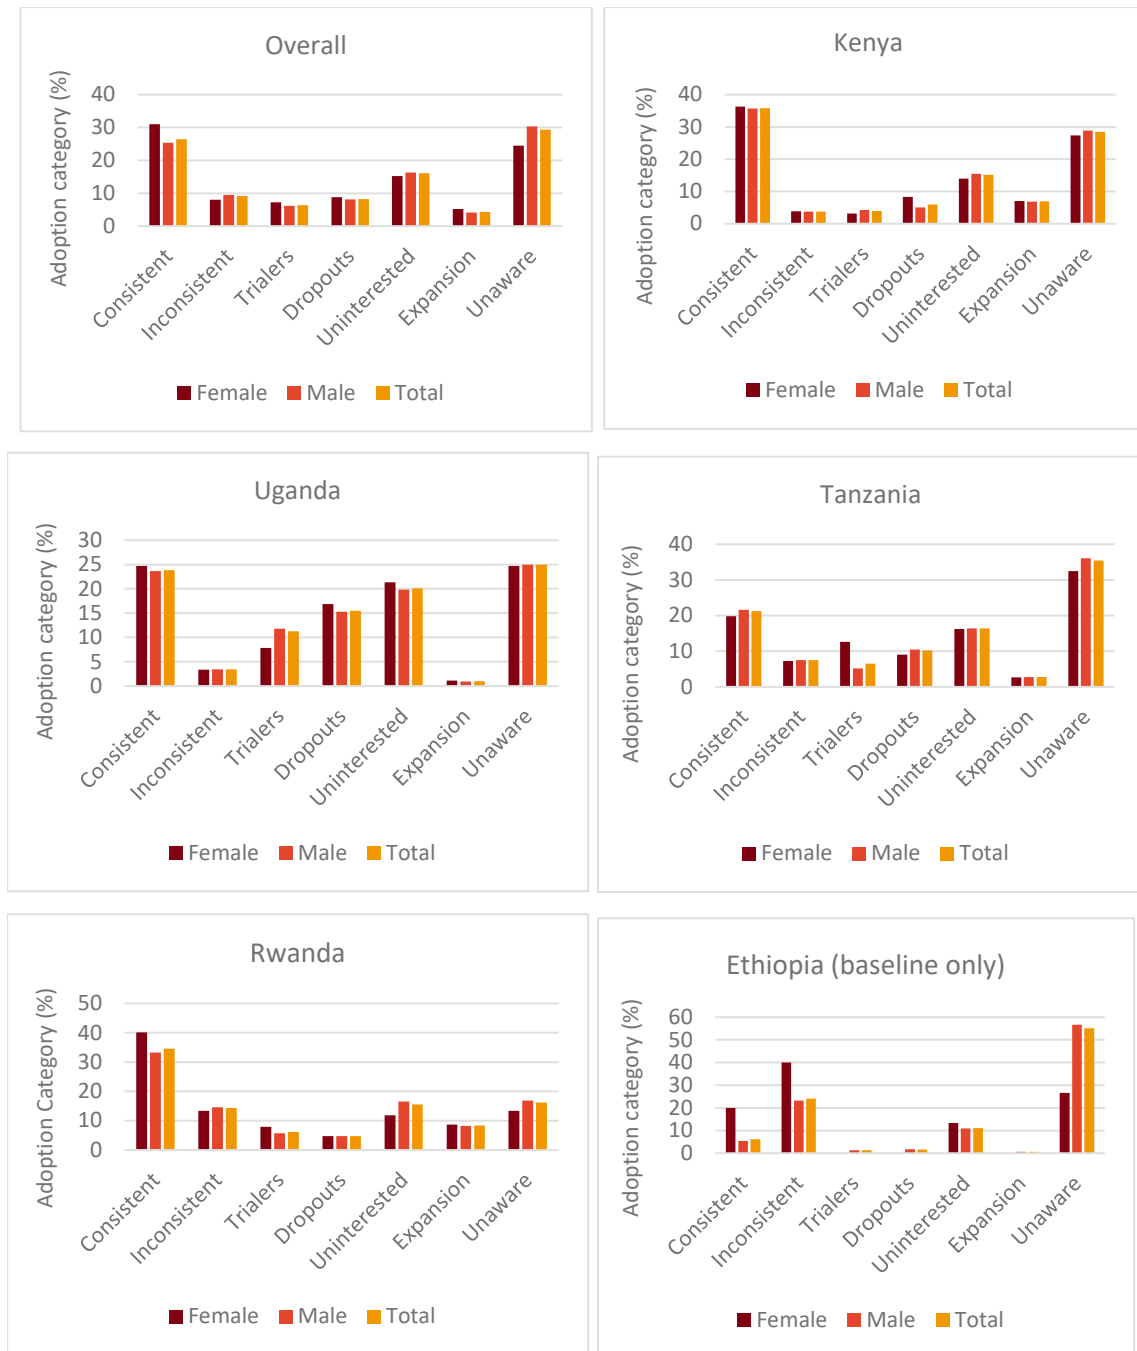 Overall
Adoption category (%)
40
30
20
10
0
Consistent
Inconsistent
Trialers
Dropouts
Uninterested
Expansion
Unaware
Female Male Total
Kenya
Adoption category (%)
40
30
20
10
0
Consistent
Inconsistent
Trialers
Dropouts
Uninterested
Expansion
Unaware
Female Male Total
Uganda
Adoption category (%)
30
25
20
15
10
5
0
Consistent
Inconsistent
Trialers
Dropouts
Uninterested
Expansion
Unaware
Female Male Total
Tanzania
Adoption category (%)
40
30
20
10
0
Consistent
Inconsistent
Trialers
Dropouts
Uninterested
Expansion
Unaware
Female Male Total
Rwanda
Adoption Category (%)
50
40
30
20
10
0
Consistent
Inconsistent
Trialers
Dropouts
Uninterested
Expansion
Unaware
Female Male Total
Ethiopia (baseline only)
Adoption category (%)
60
50
40
30
20
10
0
Consistent
Inconsistent
Trialers
Dropouts
Uninterested
Expansion
Unaware
Female Male Total